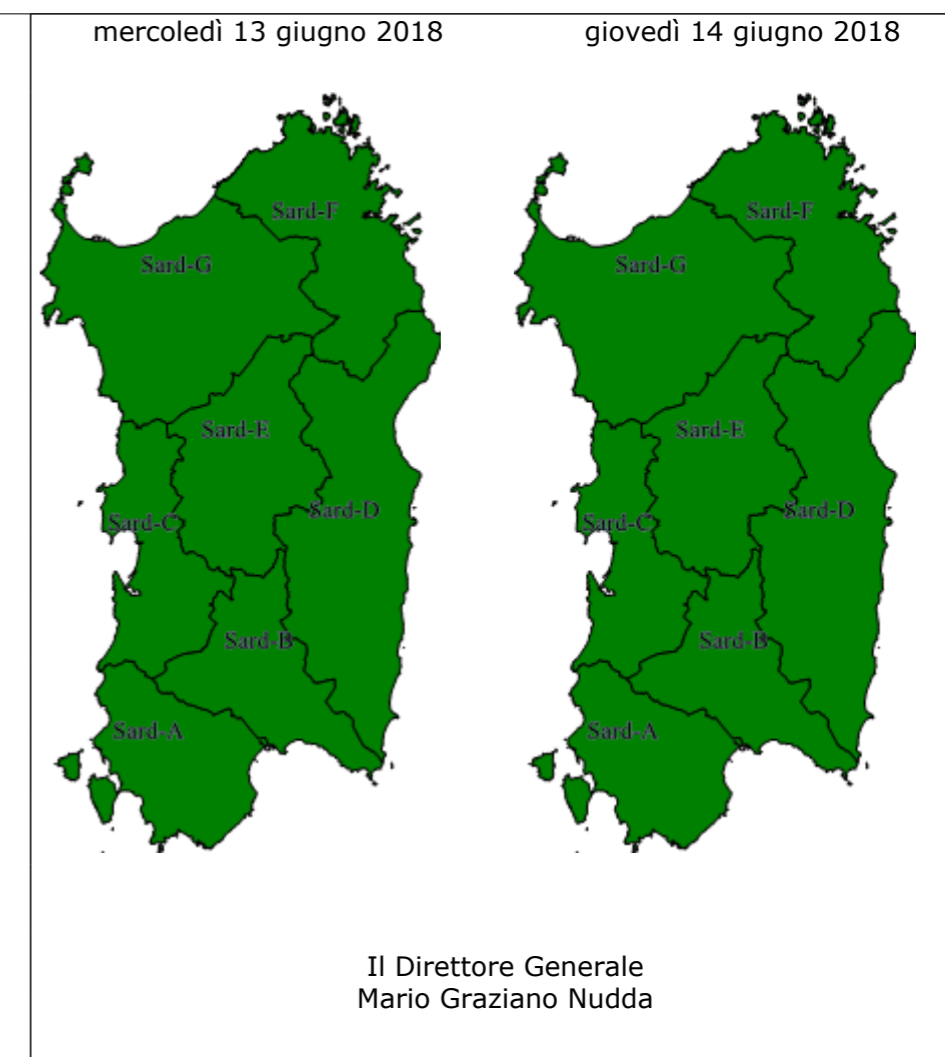 mercoledì 13 giugno 2018
giovedì 14 giugno 2018
Sard-F
Sard-G
Sard-E
Sard-D
Sard-C
Sard-B
Sard-A
Sard-F
Sard-G
Sard-E
Sard-D
Sard-C
Sard-B
Sard-A
Il Direttore Generale
Mario Graziano Nudda